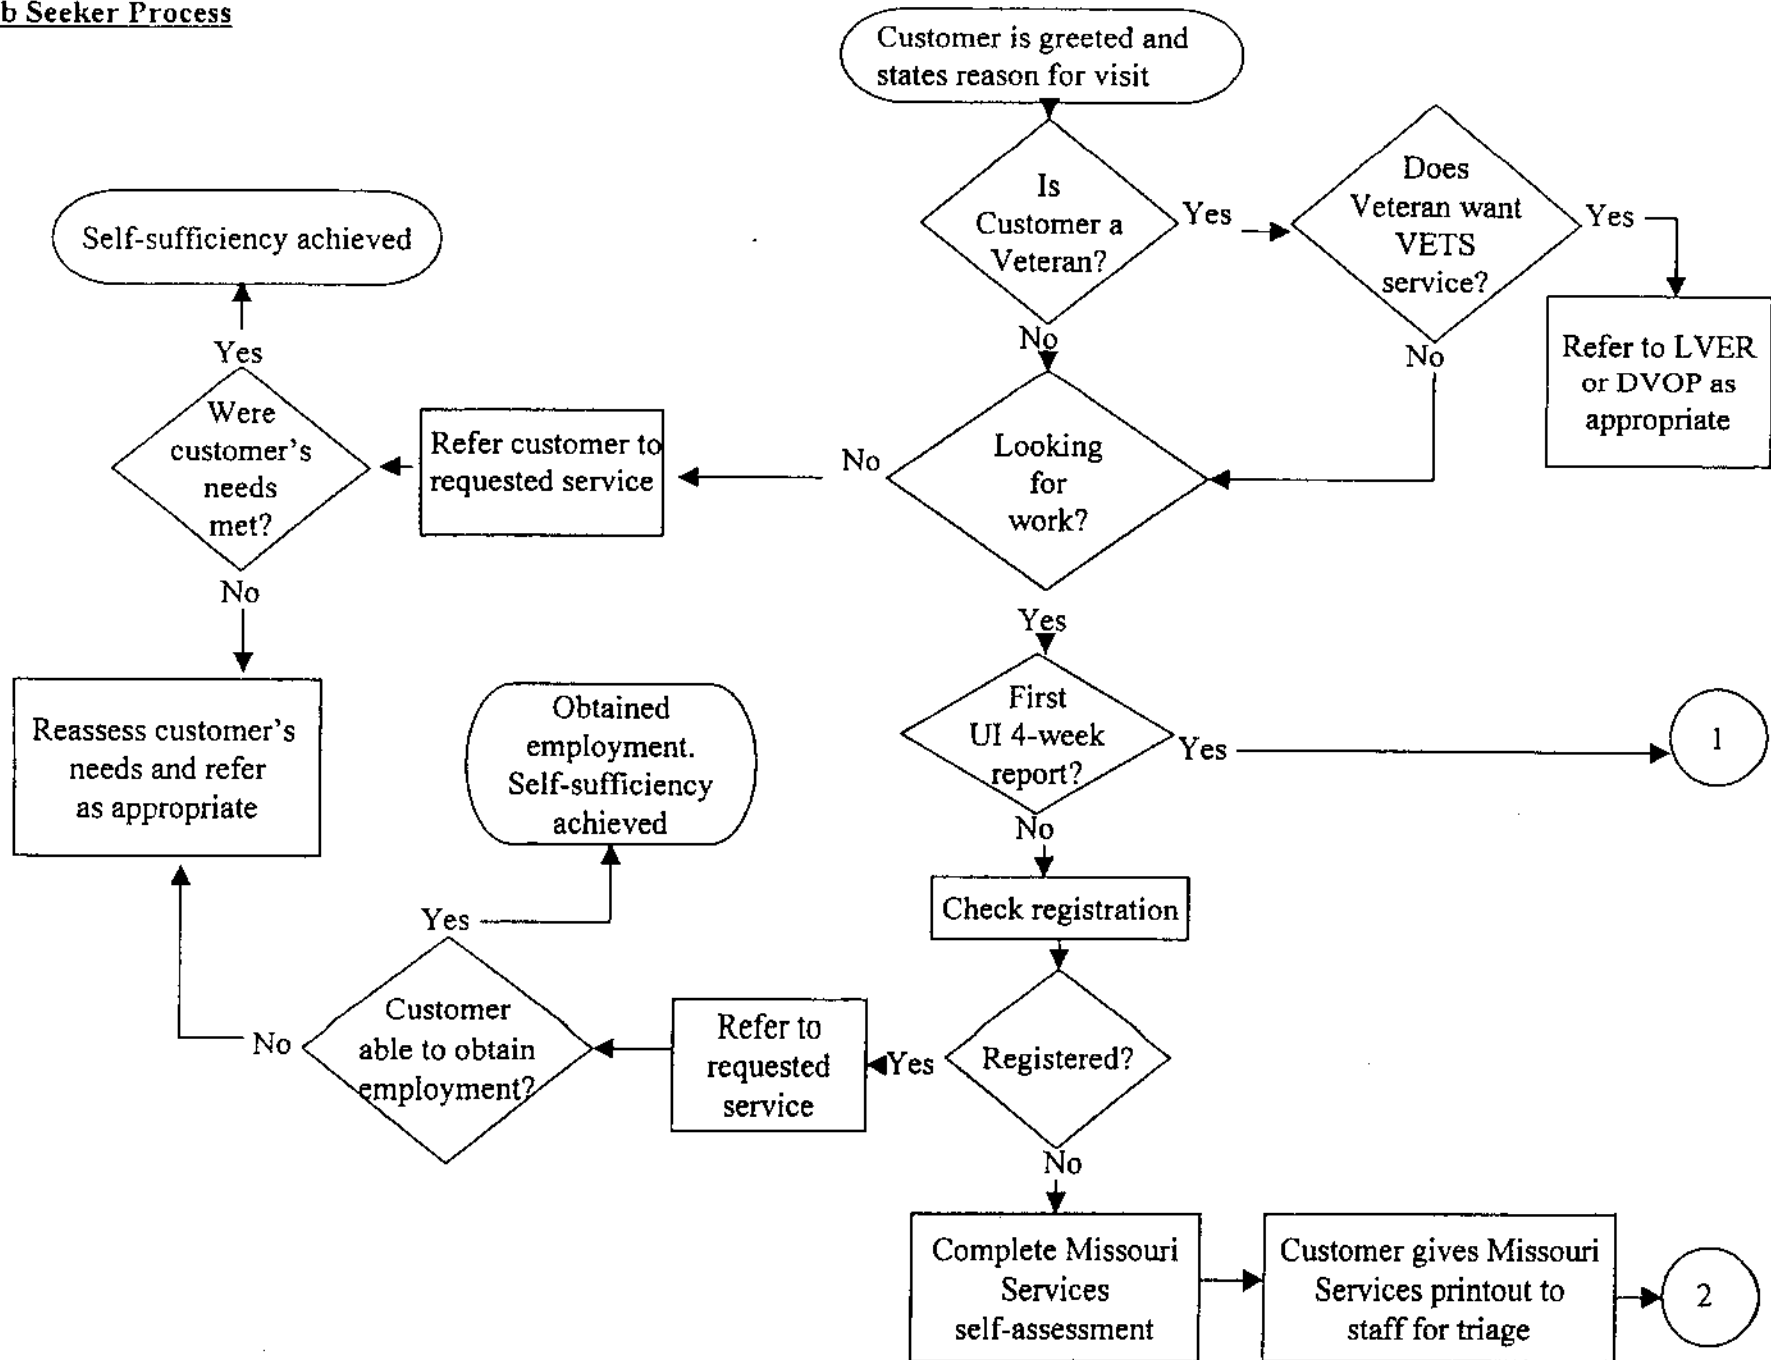 b Seeker Process
Customer is greeted and
states reason for visit
Is
Customer a
Veteran?
Yes
Does
Veteran want
VETS
service?
Yes
Refer to LVER
or DVOP as
appropriate
No
No
Looking
for
work?
No
Refer customer to
requested service
Were
customer's
needs
met?
Yes
Self-sufficiency achieved
No
Reassess customer's
needs and refer
as appropriate
Yes
First
UI 4-week
report?
Yes
1
No
Check registration
Registered?
Yes
Refer to
requested
service
Customer
able to obtain
employment?
Yes
Obtained
employment.
Self-sufficiency
achieved
No
No
Complete Missouri
Services
self-assessment
Customer gives Missouri
Services printout to
staff for triage
2